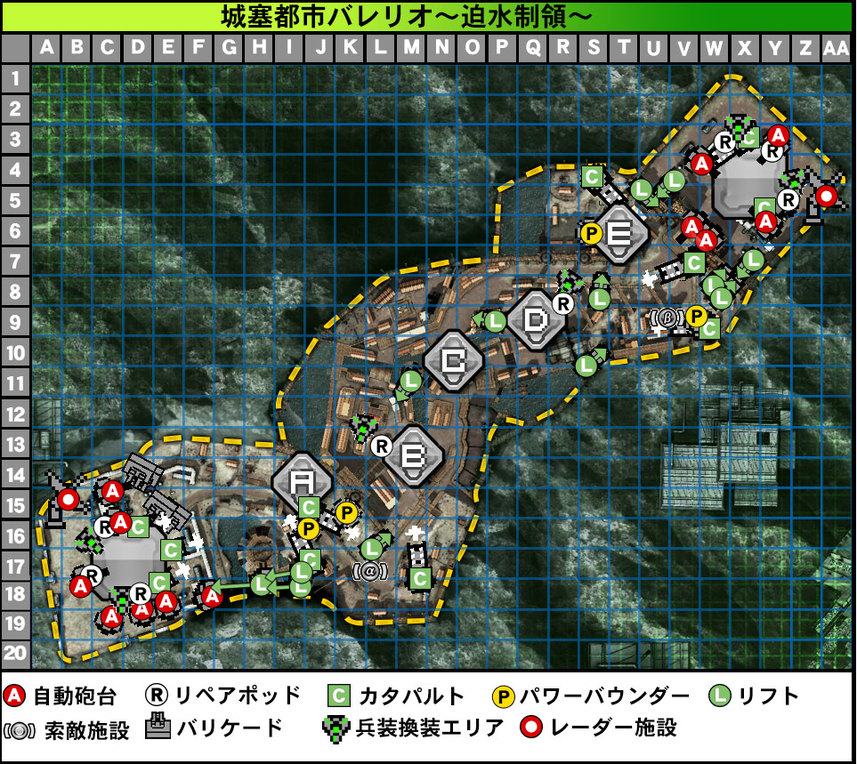 城塞都市バレリオ～迫水制領～
A B C D E F G H I J K L M N O P Q R S T U V W X Y Z AA
1
2
3
R C A
R
4
A
C L L
5
R
C
6
A A A
P E
7
C L
8
L L
R L
9
L D (β) P C
10
C
11
L L
12
13
R B
14
A
15
A C P
16
R A C P
C L
17
C L (α)
R C C
18
A R L L
A A A A
19
20
A 自動砲台 R リペアポッド C カタパルト P パワーバウンダー L リフト
索敵施設 バリケード 兵装換装エリア レーダー施設